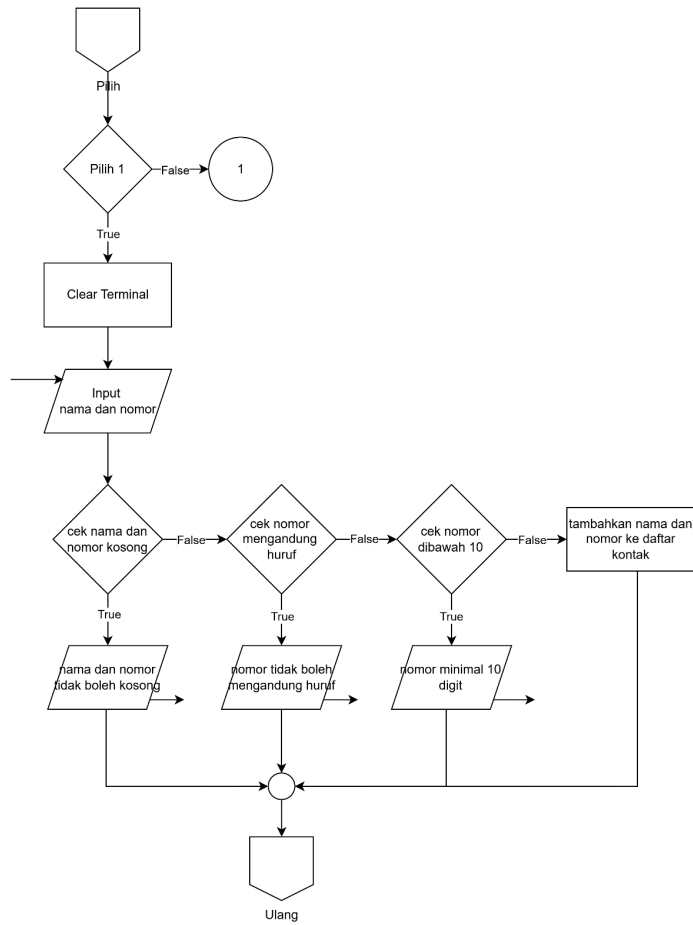 Pilih
Pilih 1
False
1
True
Clear Terminal
Input
nama dan nomor
cek nama dan
nomor kosong
False
cek nomor
mengandung
huruf
False
cek nomor
dibawah 10
False
tambahkan nama dan
nomor ke daftar
kontak
True
True
True
nama dan nomor
tidak boleh kosong
nomor tidak boleh
mengandung huruf
nomor minimal 10
digit
Ulang